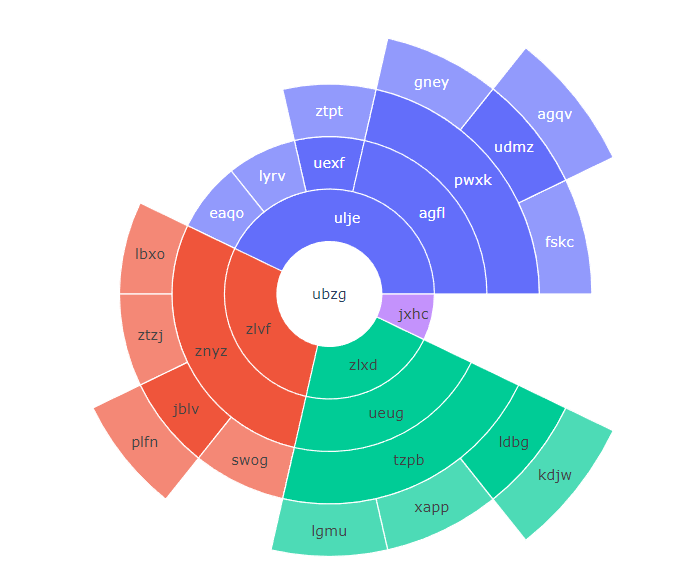 gney
agqv
ztpt
udmz
uexf
lyrv
pwxk
eaqo
agfl
ulje
fskc
lbxo
ubzg
jxhc
zlvf
ztzj
znyz
zlxd
jblv
ueug
plfn
ldbg
swog
tzpb
kdjw
xapp
lgmu